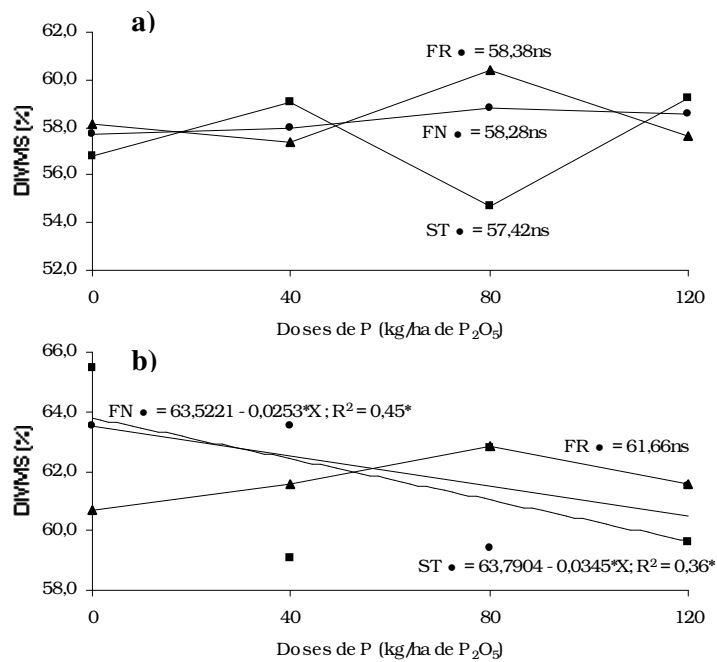 a)
62,0
60,0
58,0
56,0
54,0
52,0
DIVMS (%)
FR • = 58,38ns
FN • = 58,28ns
ST • = 57,42ns
0 40 80 120
Doses de P (kg/ha de P₂O₅)
b)
66,0
64,0
62,0
60,0
58,0
DIVMS (%)
FN • = 63,5221 - 0,0253*X; R² = 0,45*
FR • = 61,66ns
ST • = 63,7904 - 0,0345*X; R² = 0,36*
0 40 80 120
Doses de P (kg/ha de P₂O₅)